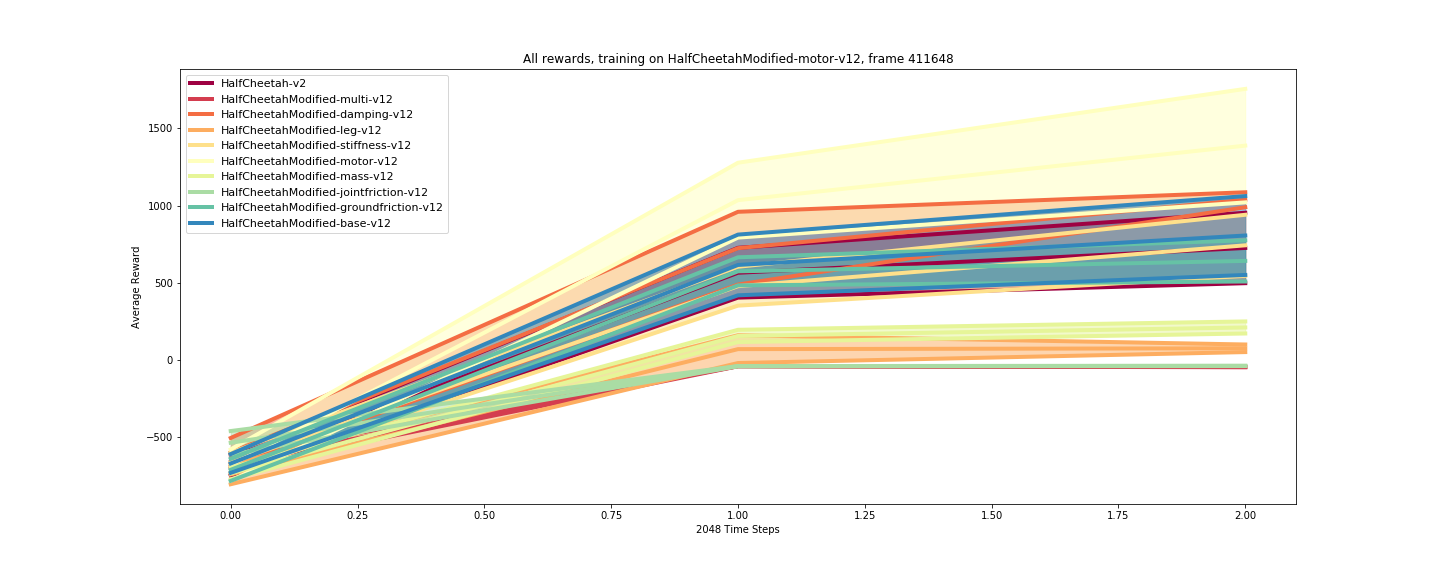 All rewards, training on HalfCheetahModified-motor-v12, frame 411648
HalfCheetah-v2
HalfCheetahModified-multi-v12
HalfCheetahModified-damping-v12
HalfCheetahModified-leg-v12
HalfCheetahModified-stiffness-v12
HalfCheetahModified-motor-v12
HalfCheetahModified-mass-v12
HalfCheetahModified-jointfriction-v12
HalfCheetahModified-groundfriction-v12
HalfCheetahModified-base-v12
Average Reward
1500
1000
500
0
−500
0.00 0.25 0.50 0.75 1.00 1.25 1.50 1.75 2.00
2048 Time Steps